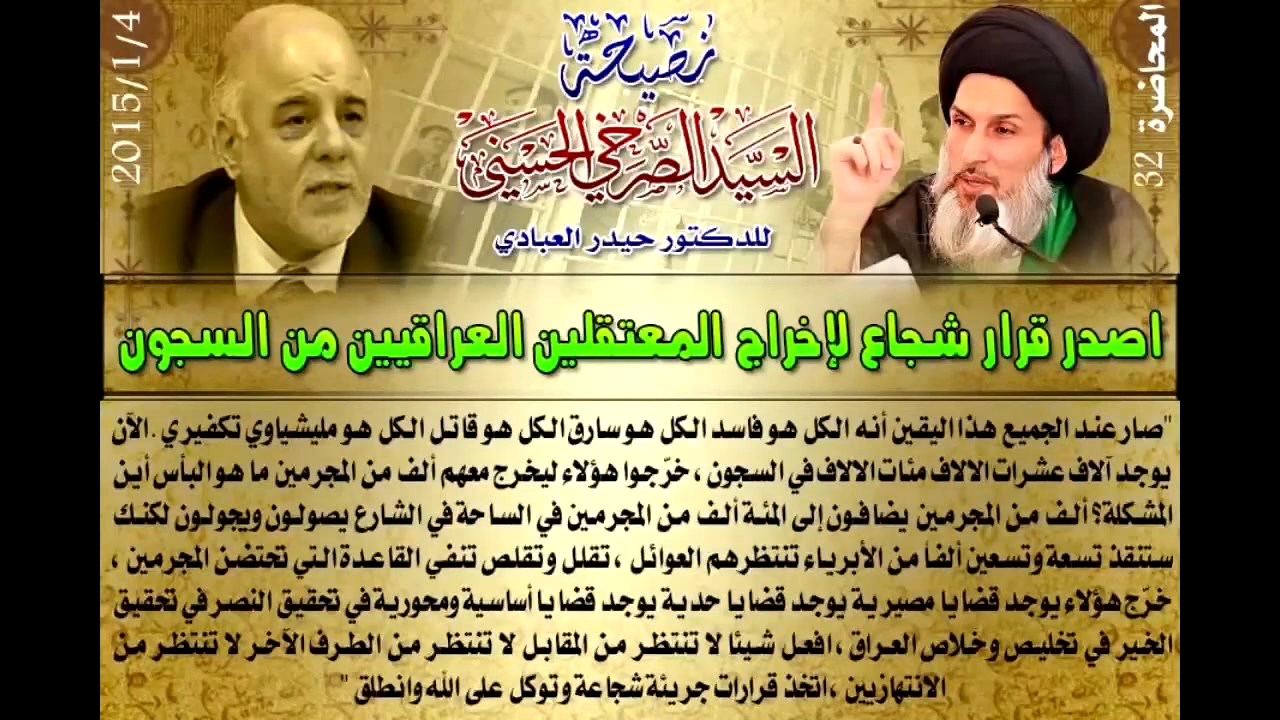 2015/1/4
المحاضرة 32
نصيحة
السيد الصرخي الحسني
للدكتور حيدر العبادي
اصدر قرار شجاع لإخراج المعتقلين العراقيين من السجون
"صار عند الجميع هذا اليقين أنه الكل هو فاسد الكل هو سارق الكل هو قاتل الكل هو مليشياوي تكفيري . الآن
يوجد آلاف عشرات الالاف مئات الالاف في السجون ، خرّجوا هؤلاء ليخرج معهم ألف من المجرمين ما هو البأس أين
المشكلة؟ ألف من المجرمين يضافون إلى المئة ألف من المجرمين في الساحة في الشارع يصولون ويجولون لكنك
ستنقذ تسعة وتسعين ألفاً من الأبرياء تنتظرهم العوائل ، تقلل وتقلص تنفي القاعدة التي تحتضن المجرمين ،
خرّج هؤلاء يوجد قضايا مصيرية يوجد قضايا حدية يوجد قضايا أساسية ومحورية في تحقيق النصر في تحقيق
الخير في تخليص وخلاص العراق ، افعل شيئا لا تنتظر من المقابل لا تنتظر من الطرف الآخر لا تنتظر من
الانتهازيين ،اتخذ قرارات جريئة شجاعة وتوكل على الله وانطلق "